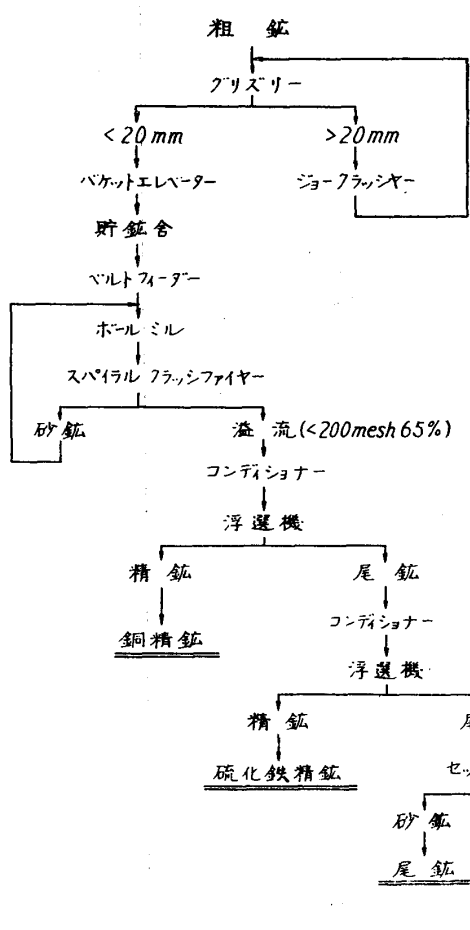 粗鉱
グリズリー
<20mm >20mm
バケットエレベーター ジョークラッシヤー
貯鉱舎
ベルトフィーダー
ボールミル
スパイラルクラッシファイヤー
砂鉱 溢流(<200mesh 65%)
コンディショナー
浮選機
精鉱 尾鉱
銅精鉱 コンディショナー
浮選機
精鉱
硫化鉄精鉱
砂鉱
尾鉱